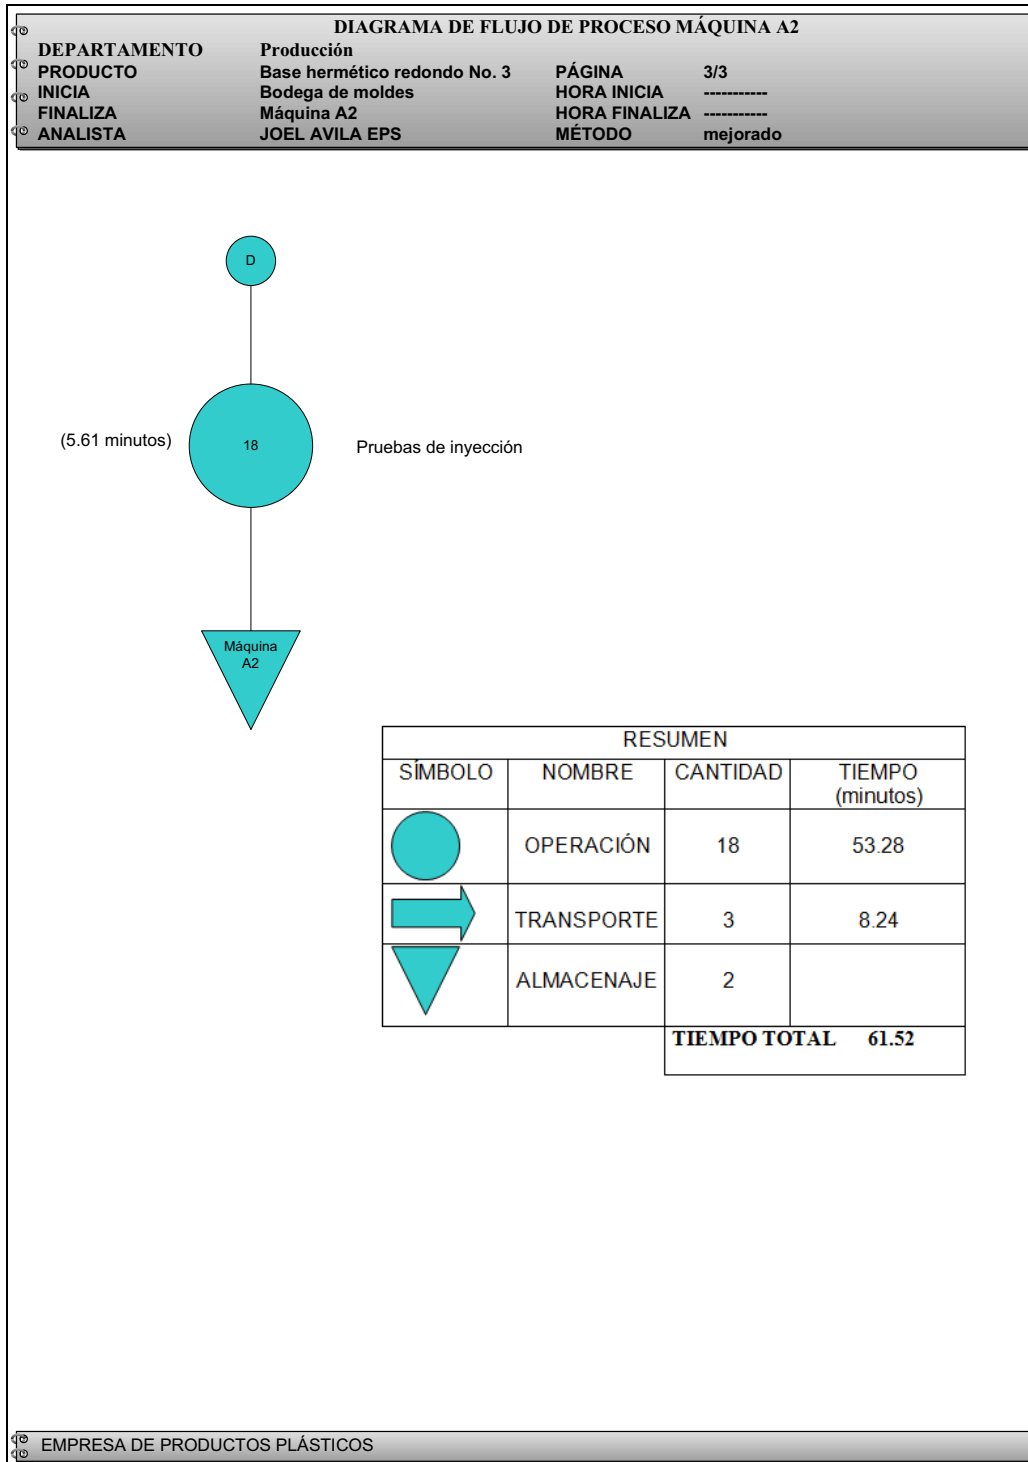 DIAGRAMA DE FLUJO DE PROCESO MÁQUINA A2
DEPARTAMENTO Producción
PRODUCTO Base hermético redondo No. 3 PÁGINA 3/3
INICIA Bodega de moldes HORA INICIA -----------
FINALIZA Máquina A2 HORA FINALIZA -----------
ANALISTA JOEL AVILA EPS MÉTODO mejorado
D
(5.61 minutos) 18 Pruebas de inyección
Máquina
A2
RESUMEN
SÍMBOLO NOMBRE CANTIDAD TIEMPO
(minutos)
OPERACIÓN 18 53.28
TRANSPORTE 3 8.24
ALMACENAJE 2
TIEMPO TOTAL 61.52
EMPRESA DE PRODUCTOS PLÁSTICOS